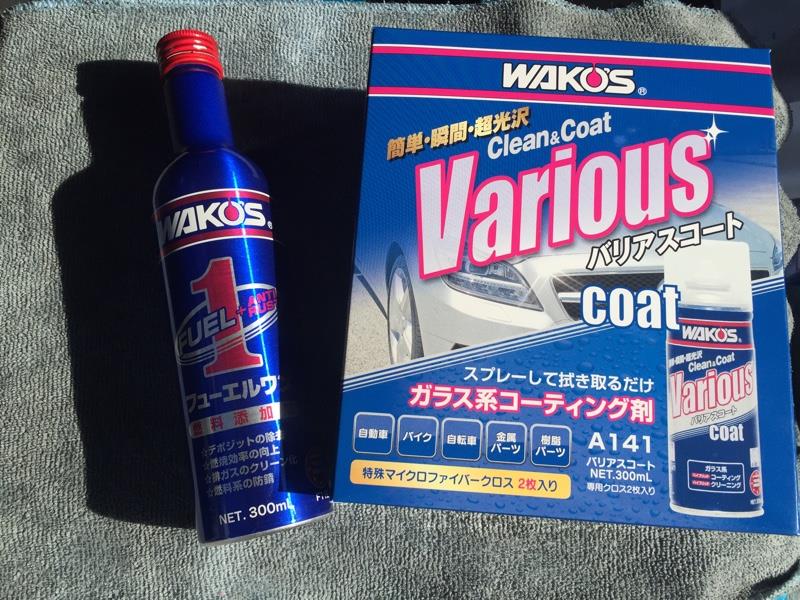 WAKO'S®
1
FUEL+ANTI RUST
フューエルワン
燃料添加
☆デポジットの除去
☆燃焼効率の向上
☆排ガスのクリーン化
☆燃料系の防錆
NET. 300mL
WAKO'S®
簡単・瞬間・超光沢
Clean&Coat
Various
バリアスコート
coat
スプレーして拭き取るだけ
ガラス系コーティング剤
自動車
バイク
自転車
金属パーツ
樹脂パーツ
特殊マイクロファイバークロス 2枚入り
A141
バリアスコート
NET.300mL
専用クロス2枚入り
WAKO'S®
簡単・瞬間・超光沢
Clean&Coat
Various
バリアスコート
coat
ガラス系
コーティング
クリーニング